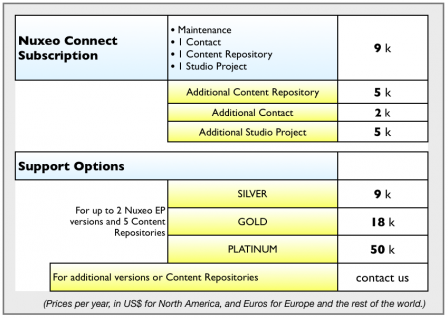 Nuxeo Connect
Subscription
• Maintenance
• 1 Contact
• 1 Content Repository
• 1 Studio Project
9 k
Additional Content Repository
5 k
Additional Contact
2 k
Additional Studio Project
5 k
Support Options
For up to 2 Nuxeo EP
versions and 5 Content
Repositories
SILVER
9 k
GOLD
18 k
PLATINUM
50 k
For additional versions or Content Repositories
contact us
(Prices per year, in US$ for North America, and Euros for Europe and the rest of the world.)